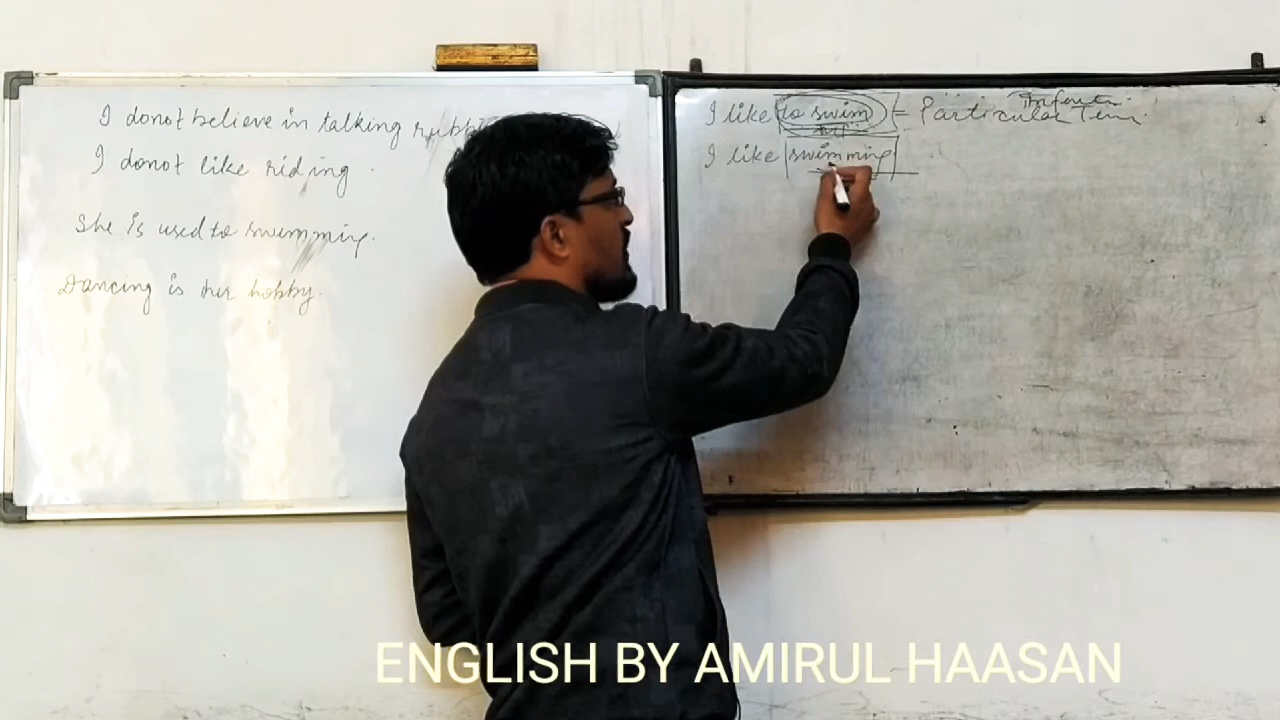 I donot believe in talking
I donot like riding.
She is used to swimming.
Dancing is her hobby.
I like to swim = Particular
I like swimming
ENGLISH BY AMIRUL HAASAN